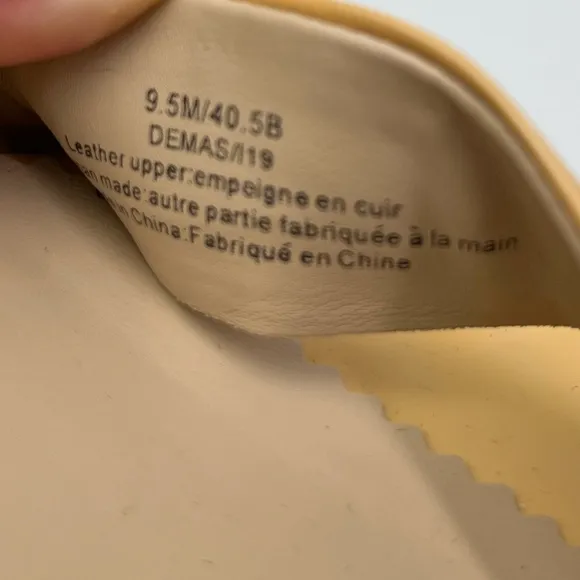 9.5M/40.5B
DEMAS/I19
Leather upper:empeigne en cuir
made:autre partie fabriquée à la main
in China:Fabriqué en Chine